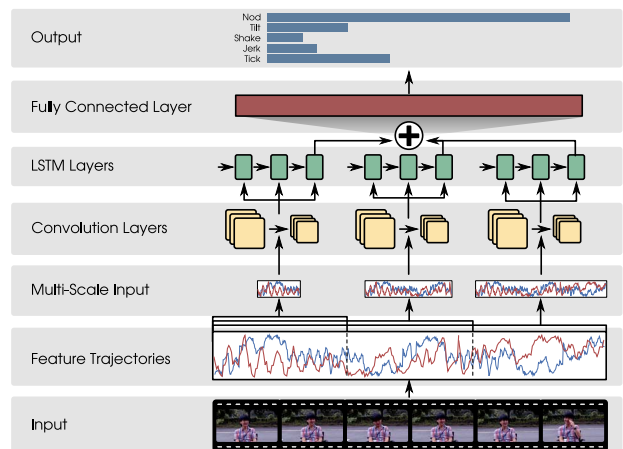 Output
Nod
Tilt
Shake
Jerk
Tick
Fully Connected Layer
LSTM Layers
Convolution Layers
Multi-Scale Input
Feature Trajectories
Input